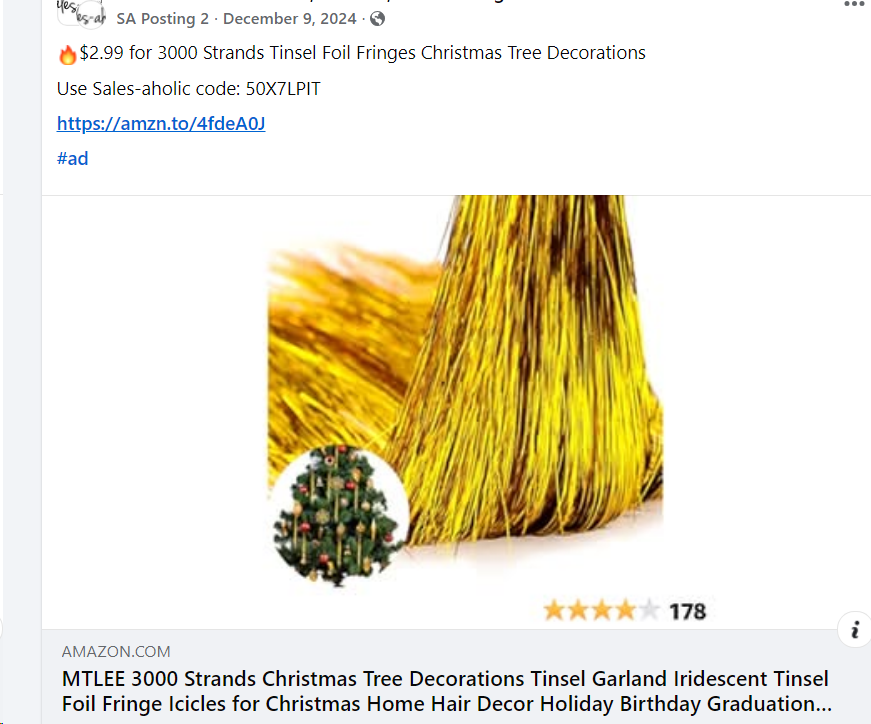 SA Posting 2 · December 9, 2024 ·
🔥$2.99 for 3000 Strands Tinsel Foil Fringes Christmas Tree Decorations
Use Sales-aholic code: 50X7LPIT
https://amzn.to/4fdeA0J
#ad
178
AMAZON.COM
MTLEE 3000 Strands Christmas Tree Decorations Tinsel Garland Iridescent Tinsel
Foil Fringe Icicles for Christmas Home Hair Decor Holiday Birthday Graduation...